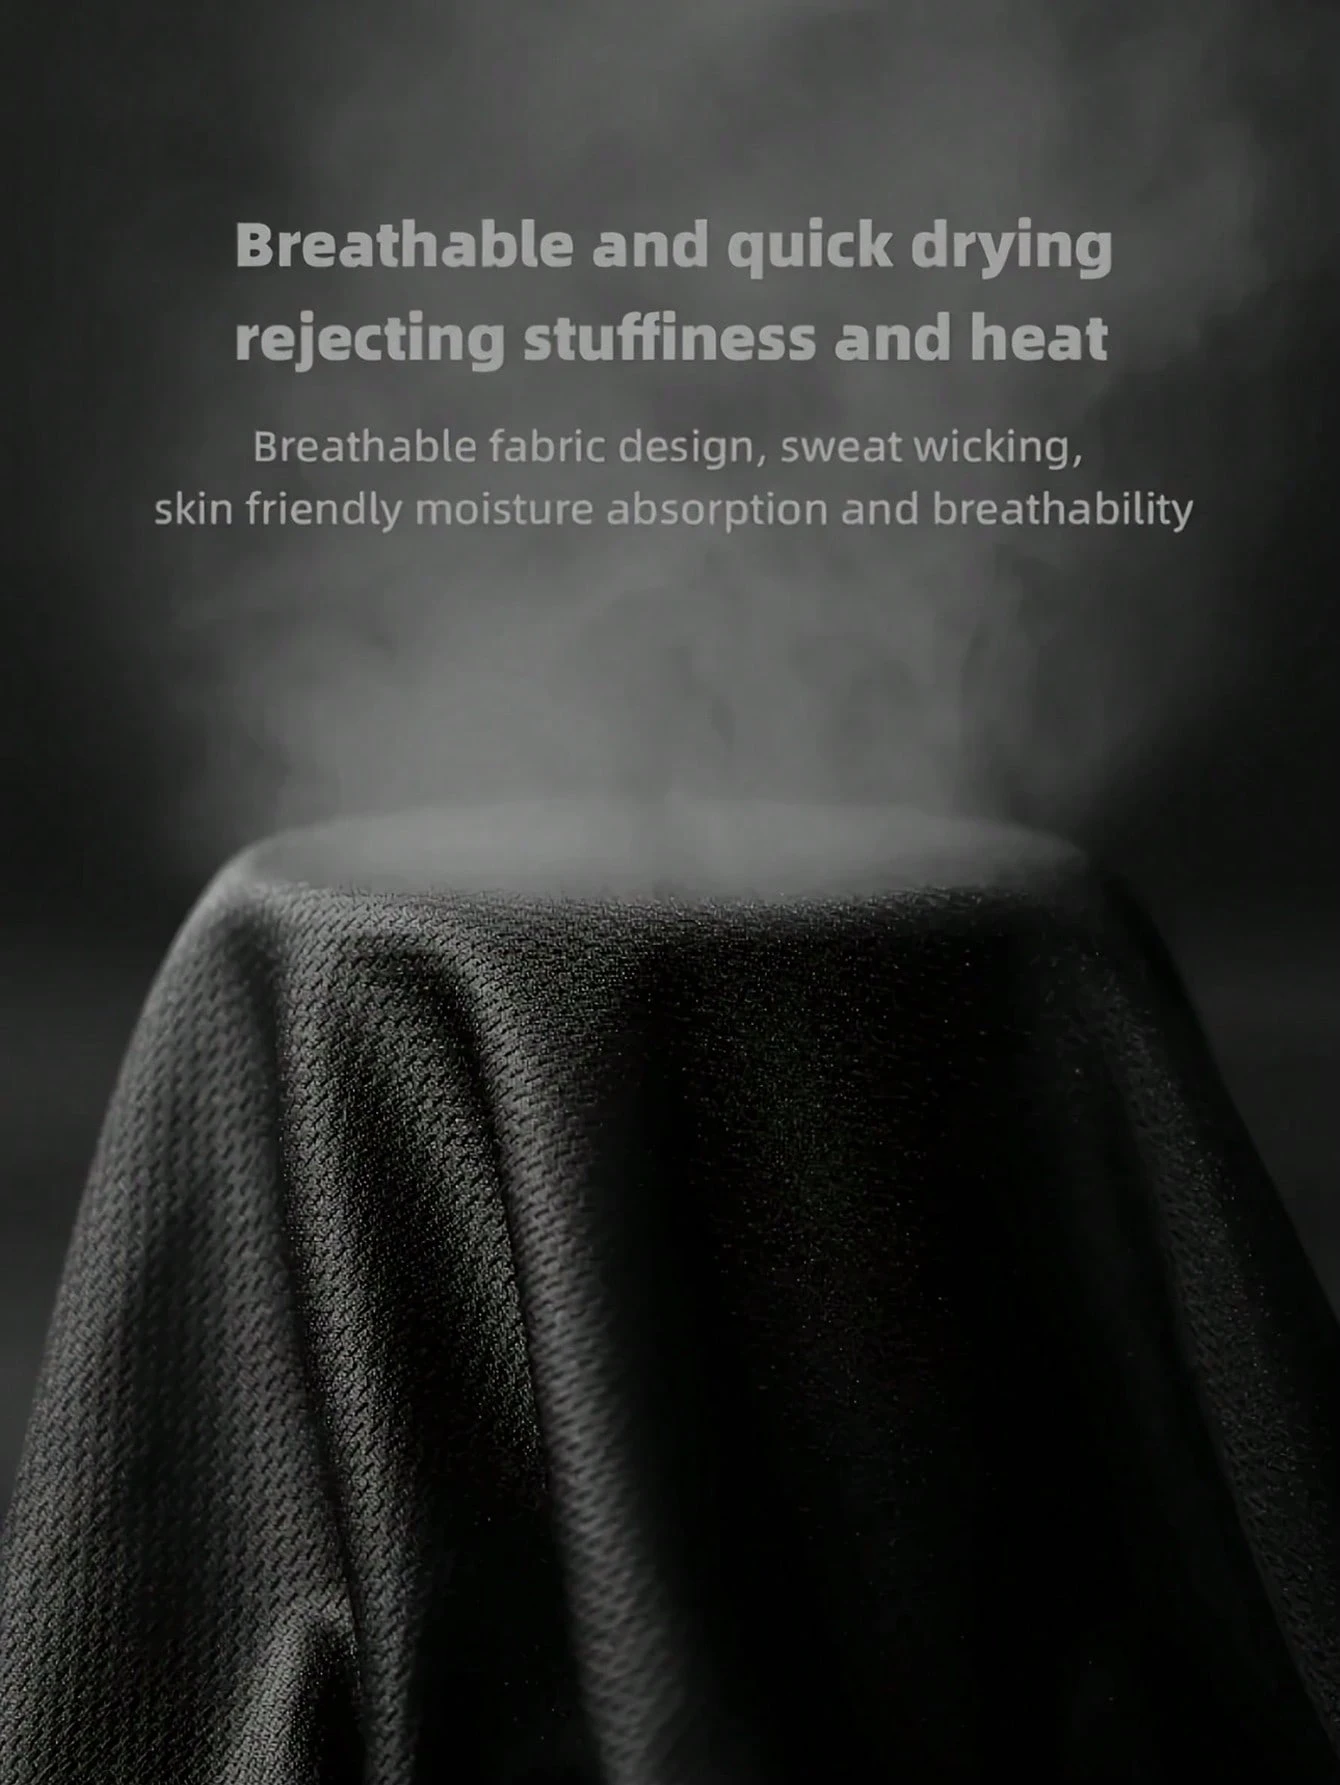 Breathable and quick drying
rejecting stuffiness and heat
Breathable fabric design, sweat wicking,
skin friendly moisture absorption and breathability